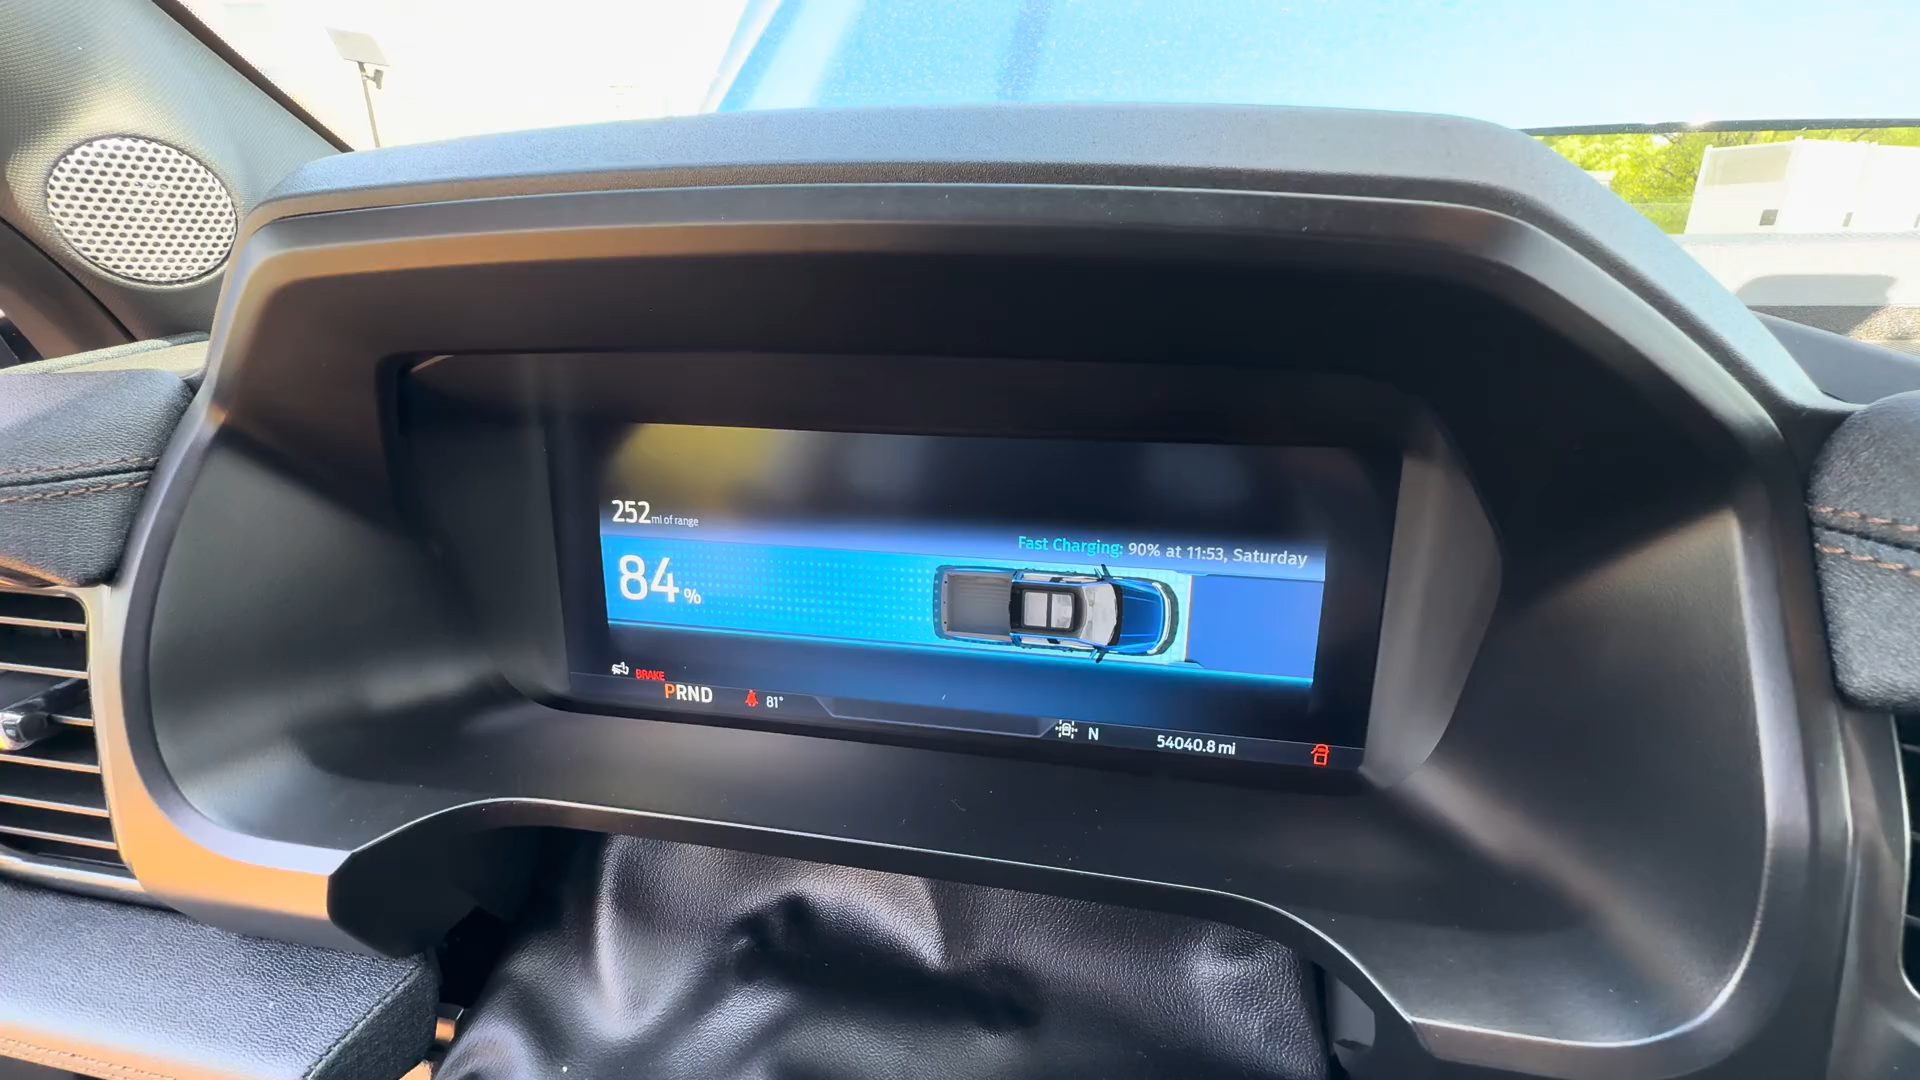 252 mi of range
Fast Charging: 90% at 11:53, Saturday
84 %
BRAKE
PRND
81°
N
54040.8 mi